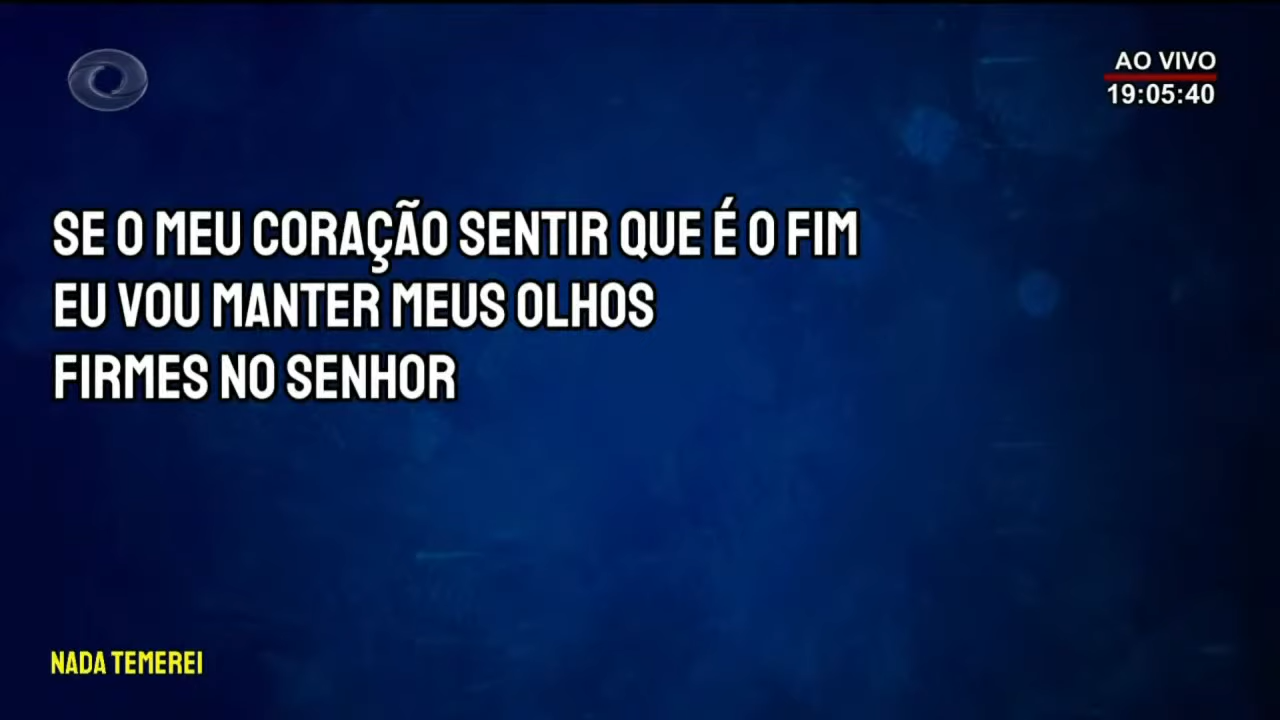 AO VIVO
19:05:40
SE O MEU CORAÇÃO SENTIR QUE É O FIM
EU VOU MANTER MEUS OLHOS
FIRMES NO SENHOR
NADA TEMEREI